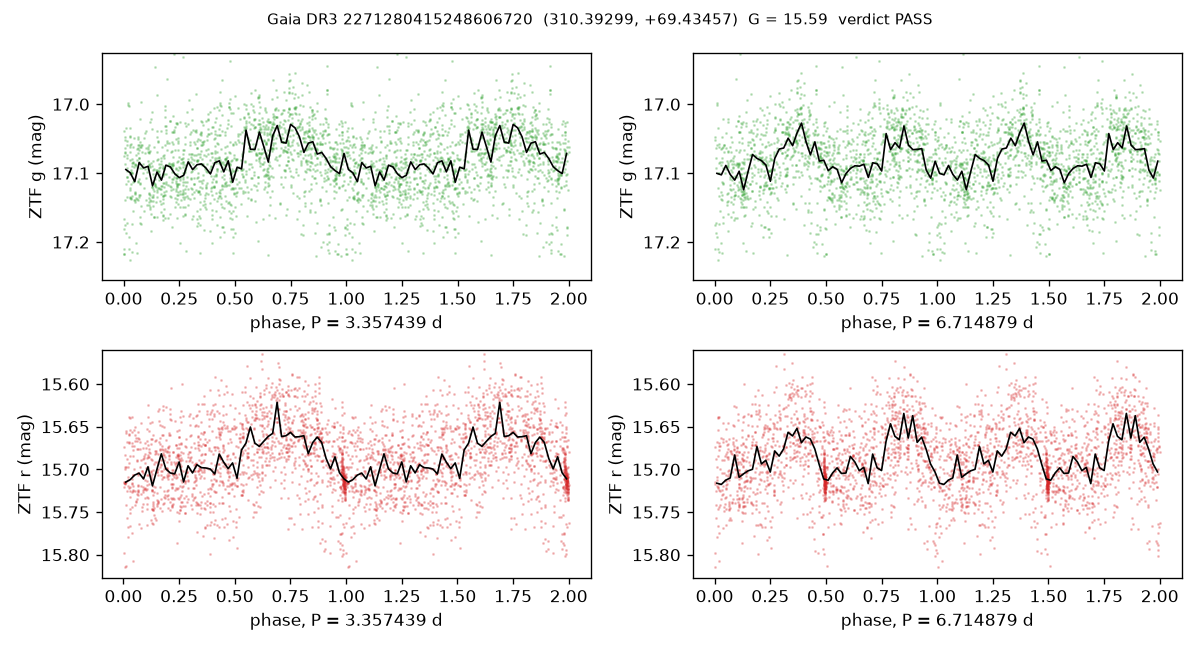 Gaia DR3 2271280415248606720 (310.39299, +69.43457) G = 15.59 verdict PASS
ZTF g (mag)
17.0
17.1
17.2
0.00 0.25 0.50 0.75 1.00 1.25 1.50 1.75 2.00
phase, P = 3.357439 d
ZTF g (mag)
17.0
17.1
17.2
0.00 0.25 0.50 0.75 1.00 1.25 1.50 1.75 2.00
phase, P = 6.714879 d
ZTF r (mag)
15.60
15.65
15.70
15.75
15.80
0.00 0.25 0.50 0.75 1.00 1.25 1.50 1.75 2.00
phase, P = 3.357439 d
ZTF r (mag)
15.60
15.65
15.70
15.75
15.80
0.00 0.25 0.50 0.75 1.00 1.25 1.50 1.75 2.00
phase, P = 6.714879 d